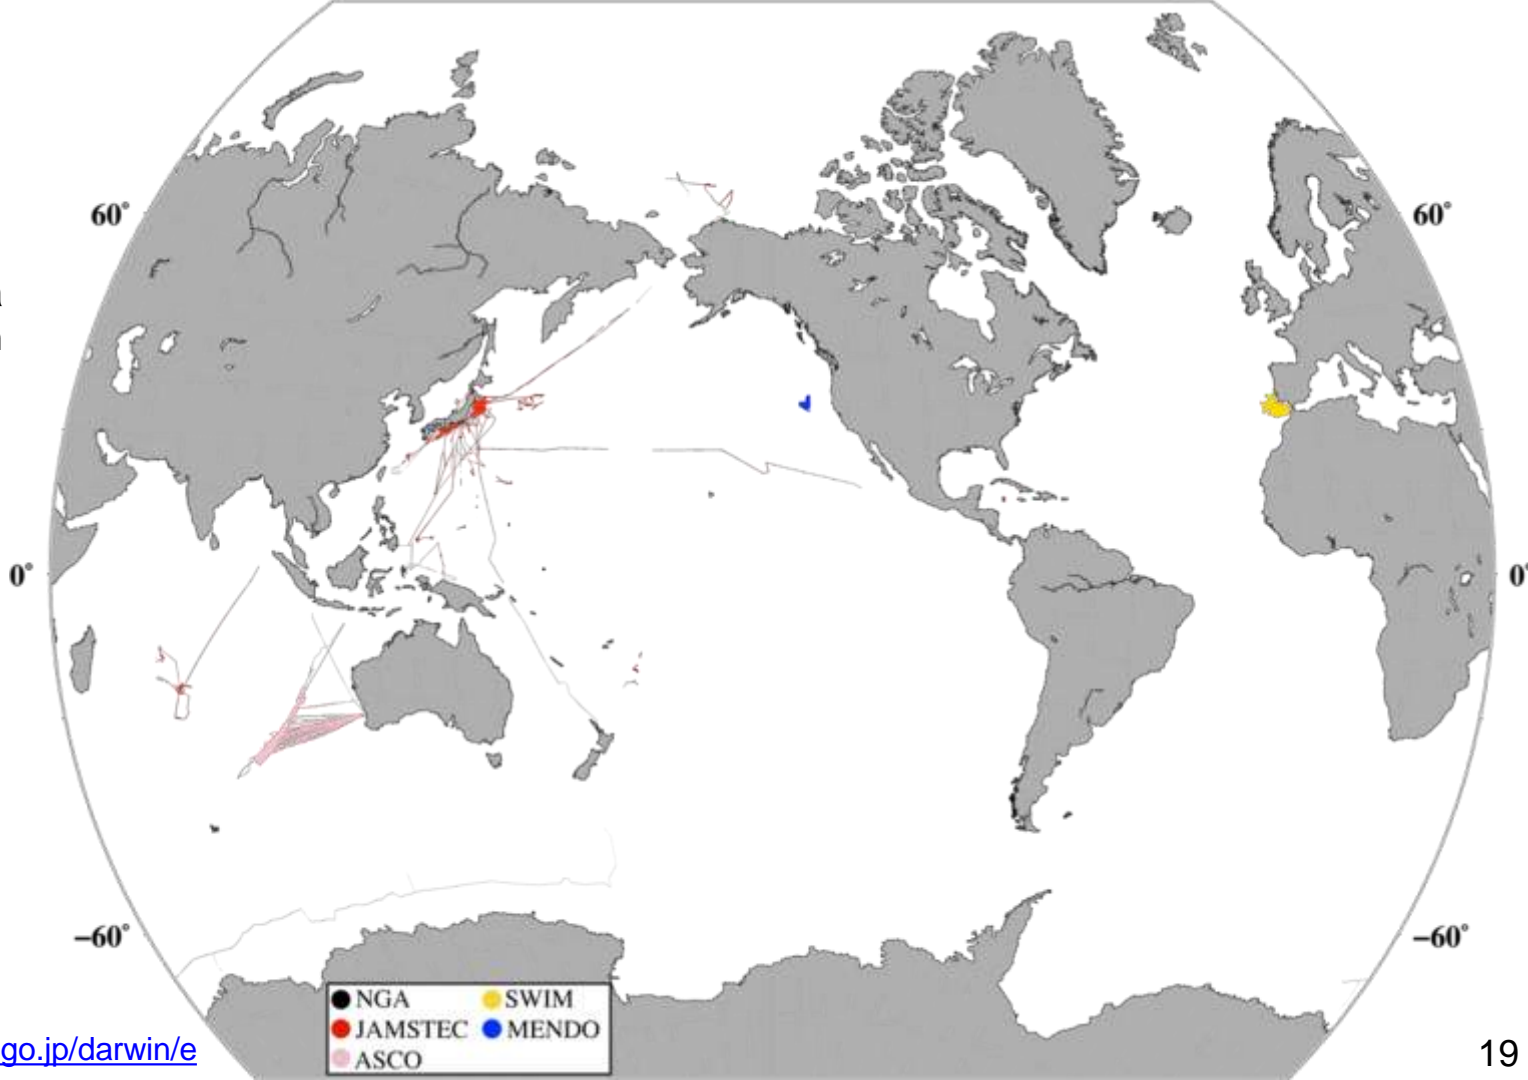 60°
60°
0°
0°
−60°
−60°
NGA
SWIM
JAMSTEC
MENDO
ASCO
go.jp/darwin/e
19